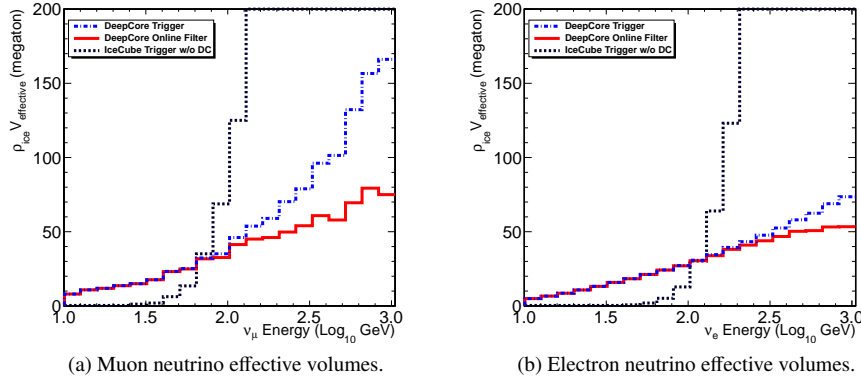 200
150
100
50
0
ρice Veffective (megaton)
DeepCore Trigger
DeepCore Online Filter
IceCube Trigger w/o DC
1.0 1.5 2.0 2.5 3.0
νμ Energy (Log10 GeV)
(a) Muon neutrino effective volumes.
200
150
100
50
0
ρice Veffective (megaton)
DeepCore Trigger
DeepCore Online Filter
IceCube Trigger w/o DC
1.0 1.5 2.0 2.5 3.0
νe Energy (Log10 GeV)
(b) Electron neutrino effective volumes.